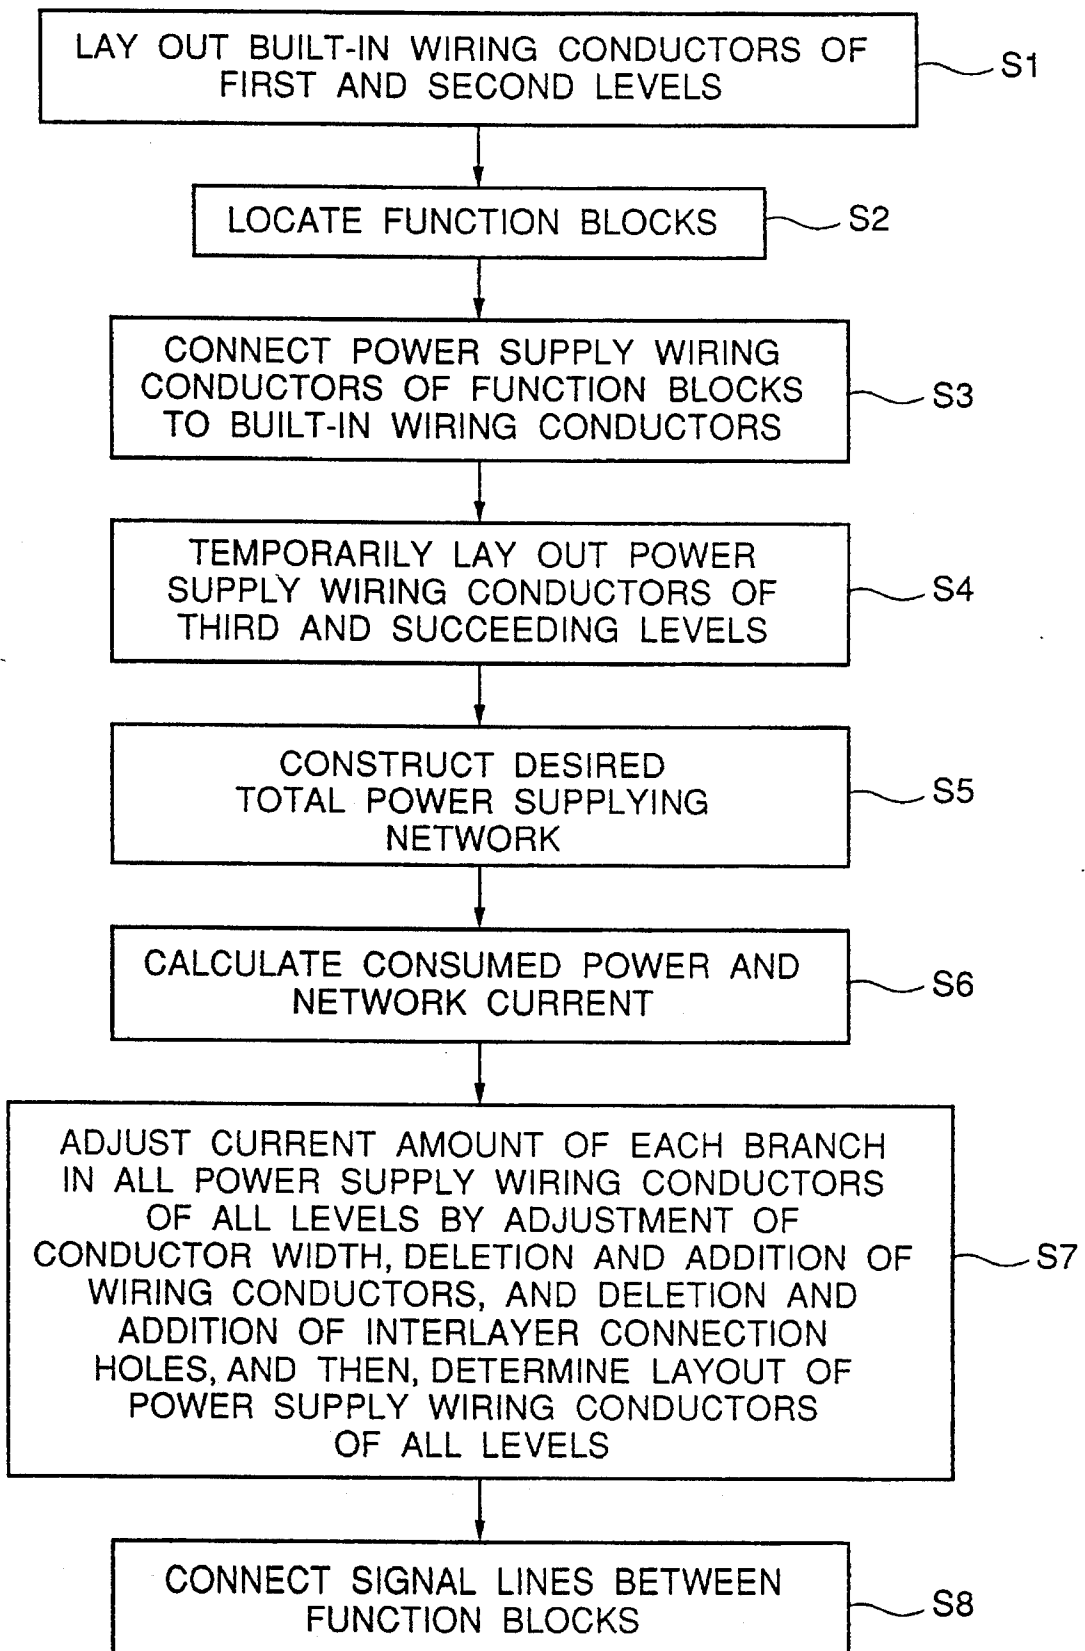 LAY OUT BUILT-IN WIRING CONDUCTORS OF
FIRST AND SECOND LEVELS
S1
LOCATE FUNCTION BLOCKS
S2
CONNECT POWER SUPPLY WIRING
CONDUCTORS OF FUNCTION BLOCKS
TO BUILT-IN WIRING CONDUCTORS
S3
TEMPORARILY LAY OUT POWER
SUPPLY WIRING CONDUCTORS OF
THIRD AND SUCCEEDING LEVELS
S4
CONSTRUCT DESIRED
TOTAL POWER SUPPLYING
NETWORK
S5
CALCULATE CONSUMED POWER AND
NETWORK CURRENT
S6
ADJUST CURRENT AMOUNT OF EACH BRANCH
IN ALL POWER SUPPLY WIRING CONDUCTORS
OF ALL LEVELS BY ADJUSTMENT OF
CONDUCTOR WIDTH, DELETION AND ADDITION OF
WIRING CONDUCTORS, AND DELETION AND
ADDITION OF INTERLAYER CONNECTION
HOLES, AND THEN, DETERMINE LAYOUT OF
POWER SUPPLY WIRING CONDUCTORS
OF ALL LEVELS
S7
CONNECT SIGNAL LINES BETWEEN
FUNCTION BLOCKS
S8